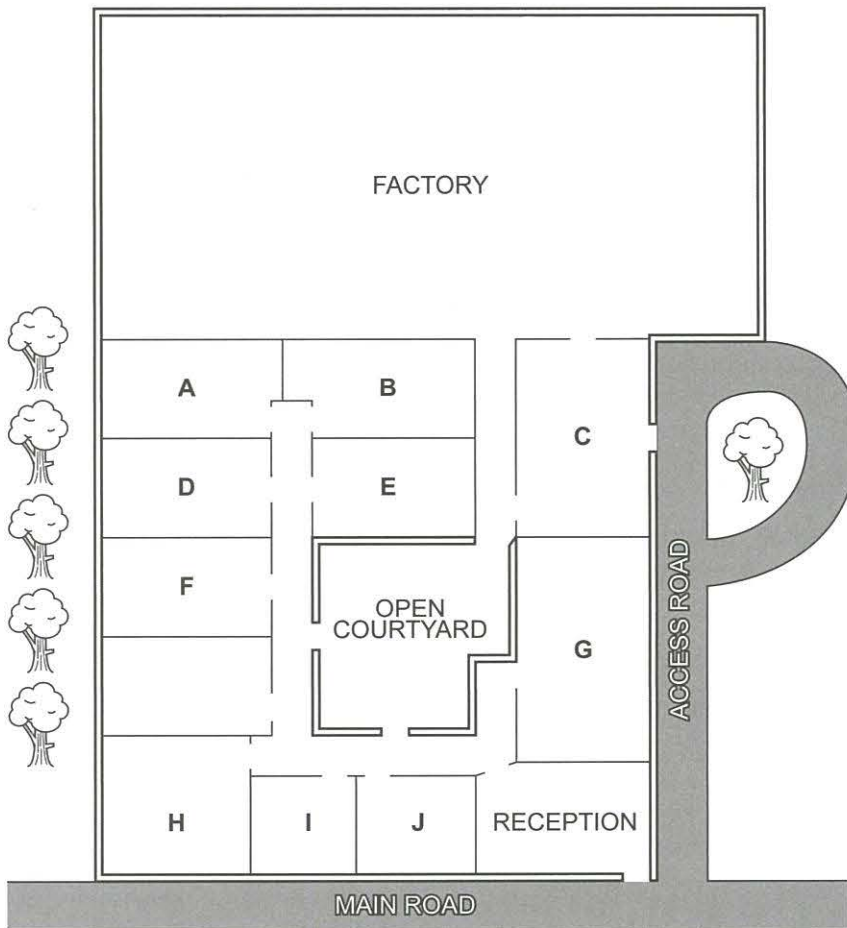 FACTORY
A
B
C
D
E
F
OPEN
COURTYARD
G
ACCESS ROAD
H
I
J
RECEPTION
MAIN ROAD